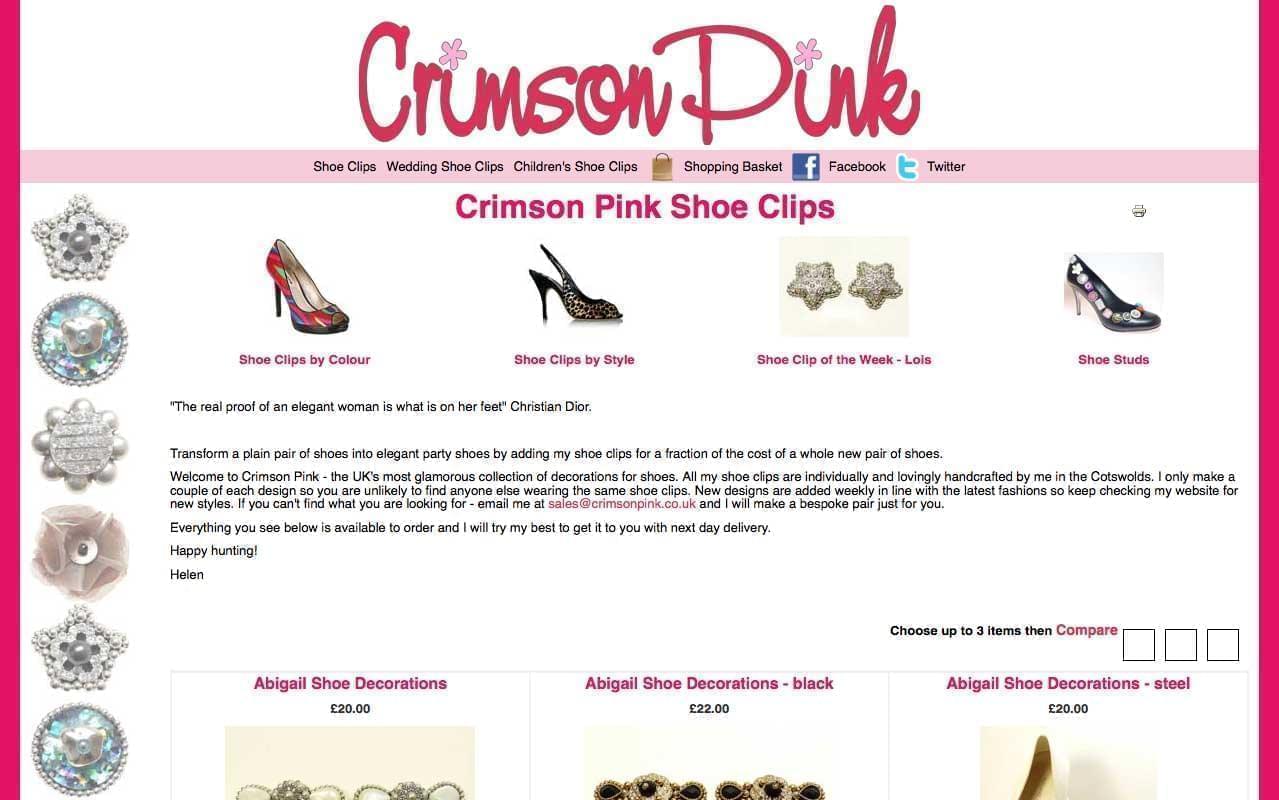 Crimson Pink
Shoe Clips Wedding Shoe Clips Children's Shoe Clips Shopping Basket Facebook Twitter
Crimson Pink Shoe Clips
Shoe Clips by Colour Shoe Clips by Style Shoe Clip of the Week - Lois Shoe Studs
"The real proof of an elegant woman is what is on her feet" Christian Dior.
Transform a plain pair of shoes into elegant party shoes by adding my shoe clips for a fraction of the cost of a whole new pair of shoes.
Welcome to Crimson Pink - the UK's most glamorous collection of decorations for shoes. All my shoe clips are individually and lovingly handcrafted by me in the Cotswolds. I only make a
couple of each design so you are unlikely to find anyone else wearing the same shoe clips. New designs are added weekly in line with the latest fashions so keep checking my website for
new styles. If you can't find what you are looking for - email me at sales@crimsonpink.co.uk and I will make a bespoke pair just for you.
Everything you see below is available to order and I will try my best to get it to you with next day delivery.
Happy hunting!
Helen
Choose up to 3 items then Compare
Abigail Shoe Decorations Abigail Shoe Decorations - black Abigail Shoe Decorations - steel
£20.00 £22.00 £20.00